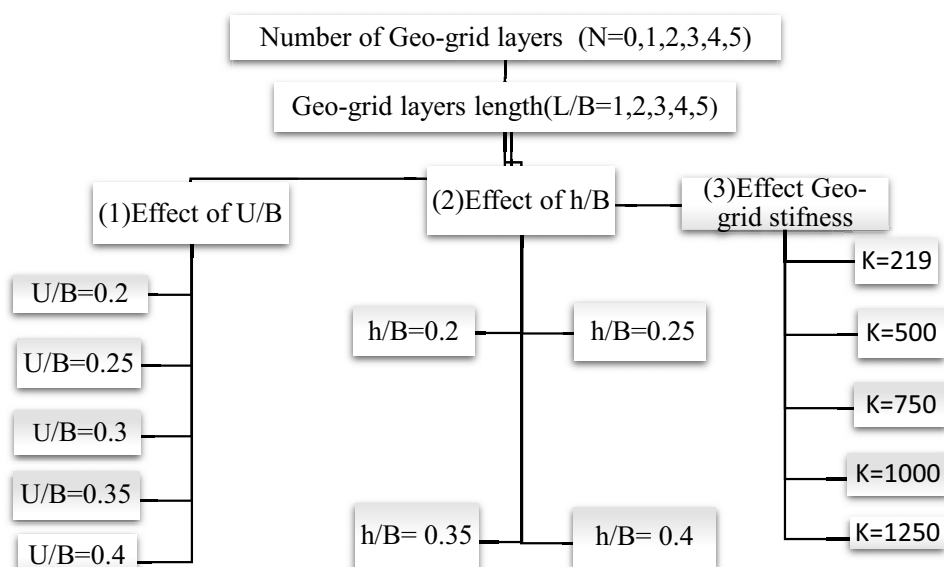 Number of Geo-grid layers (N=0,1,2,3,4,5)
Geo-grid layers length(L/B=1,2,3,4,5)
(1)Effect of U/B
(2)Effect of h/B
(3)Effect Geo-
grid stifness
U/B=0.2
U/B=0.25
U/B=0.3
U/B=0.35
U/B=0.4
h/B=0.2
h/B=0.25
h/B= 0.35
h/B= 0.4
K=219
K=500
K=750
K=1000
K=1250